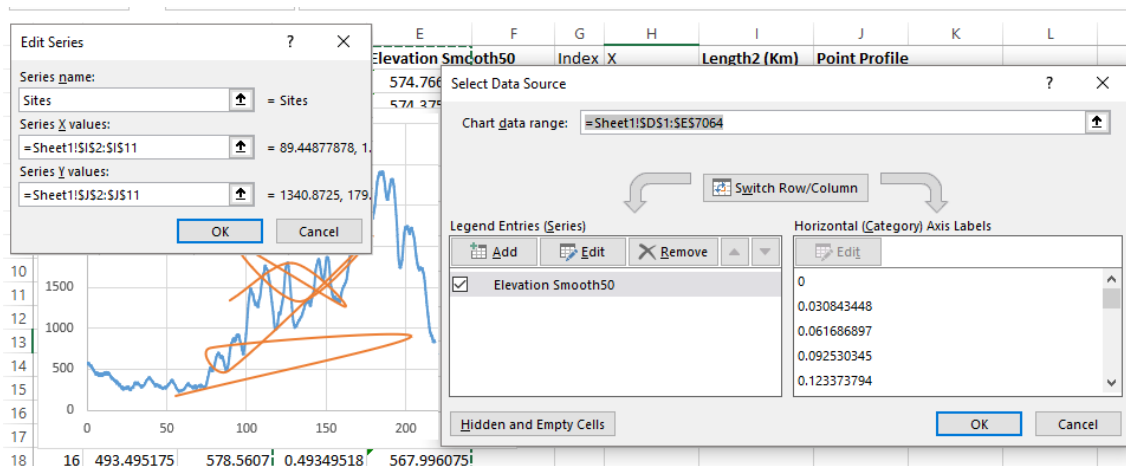 E F G H I J K L
Elevation Smooth50 Index X Length2 (Km) Point Profile
574.766
574.375
Edit Series ? ×
Series name:
Sites = Sites
Series X values:
=Sheet1!$I$2:$I$11 = 89.44877878, 1.
Series Y values:
=Sheet1!$J$2:$J$11 = 1340.8725, 179.
OK Cancel
Select Data Source ? ×
Chart data range: =Sheet1!$D$1:$E$7064
Switch Row/Column
Legend Entries (Series)
Add Edit Remove
Elevation Smooth50
Horizontal (Category) Axis Labels
Edit
0
0.030843448
0.061686897
0.092530345
0.123373794
Hidden and Empty Cells
OK Cancel
10
11
12
13
14
15
16
17
1500
1000
500
0
0 50 100 150 200
18 16 493.495175 578.5607 0.49349518 567.996075